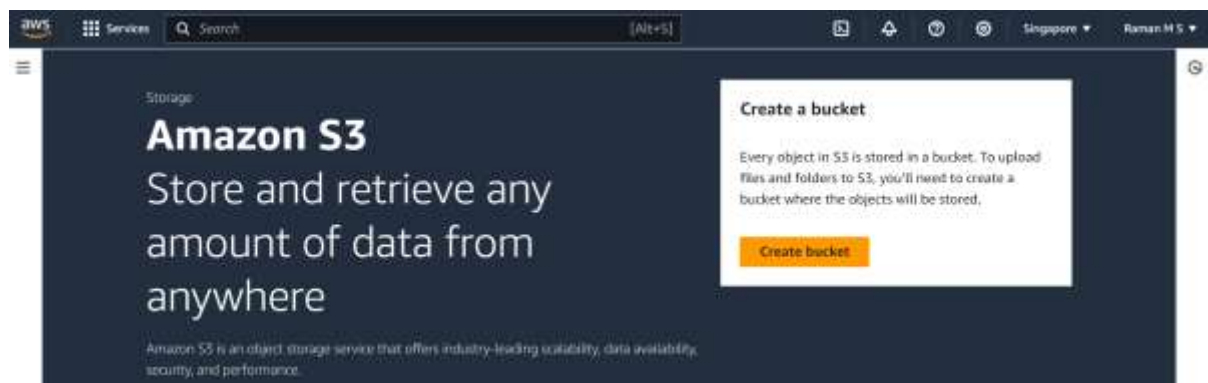 aws
Services
Search
[Alt+S]
Singapore
Raman M S
Storage
Amazon S3
Store and retrieve any
amount of data from
anywhere
Amazon S3 is an object storage service that offers industry-leading scalability, data availability,
security, and performance.
Create a bucket
Every object in S3 is stored in a bucket. To upload
files and folders to S3, you'll need to create a
bucket where the objects will be stored.
Create bucket